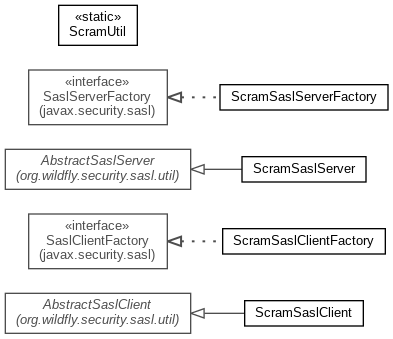 «static»
ScramUtil
«interface»
SaslServerFactory
(javax.security.sasl)
ScramSaslServerFactory
AbstractSaslServer
(org.wildfly.security.sasl.util)
ScramSaslServer
«interface»
SaslClientFactory
(javax.security.sasl)
ScramSaslClientFactory
AbstractSaslClient
(org.wildfly.security.sasl.util)
ScramSaslClient